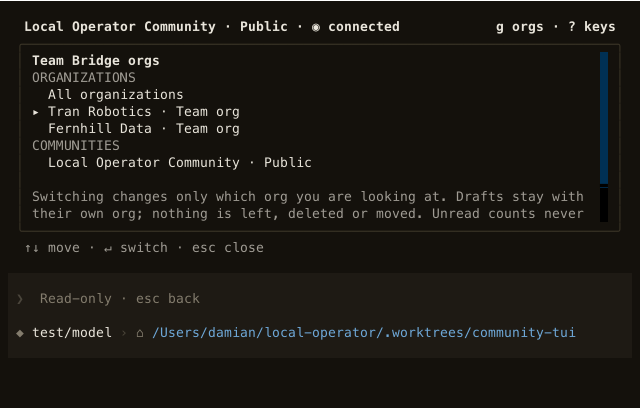 Local Operator Community · Public · ◉ connected g orgs · ? keys
Team Bridge orgs
ORGANIZATIONS
All organizations
▸ Tran Robotics · Team org
Fernhill Data · Team org
COMMUNITIES
Local Operator Community · Public
Switching changes only which org you are looking at. Drafts stay with
their own org; nothing is left, deleted or moved. Unread counts never
↑↓ move · ↵ switch · esc close
❯ Read-only · esc back
◆ test/model › ⌂ /Users/damian/local-operator/.worktrees/community-tui